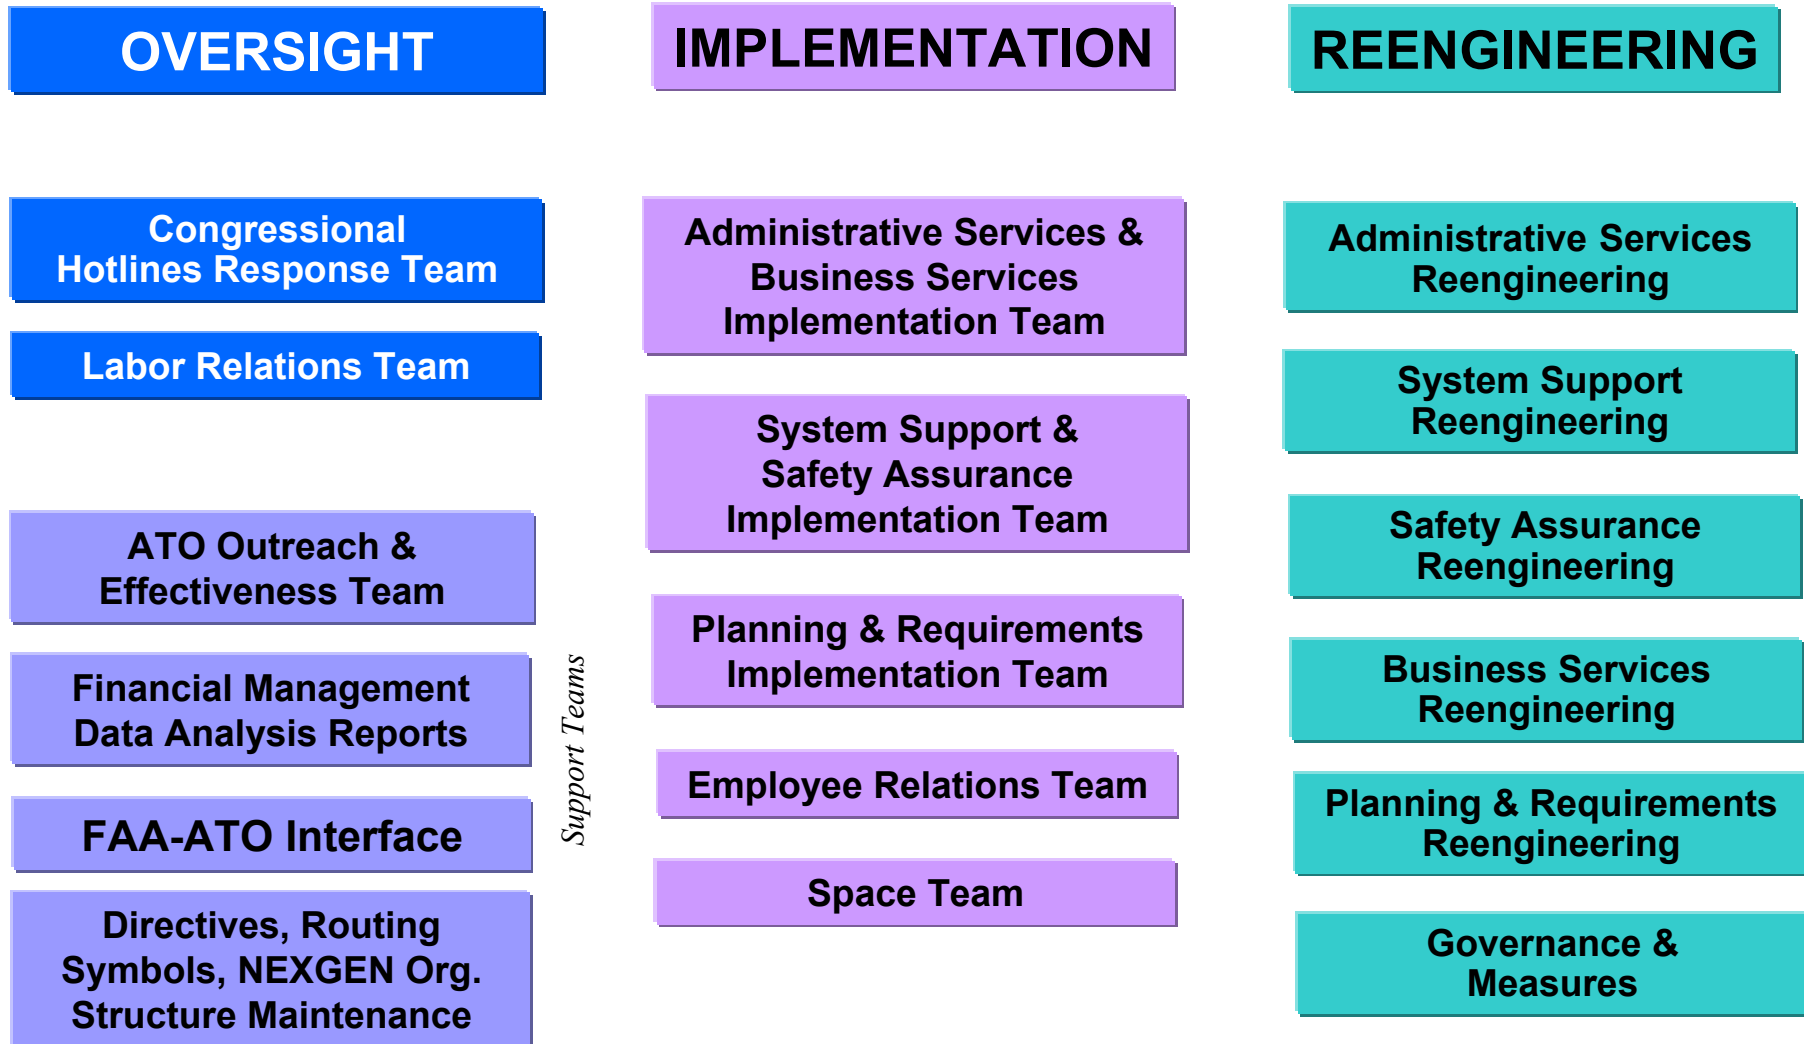 OVERSIGHT
Congressional
Hotlines Response Team
Labor Relations Team
ATO Outreach &
Effectiveness Team
Financial Management
Data Analysis Reports
FAA-ATO Interface
Directives, Routing
Symbols, NEXGEN Org.
Structure Maintenance
Support Teams
IMPLEMENTATION
Administrative Services &
Business Services
Implementation Team
System Support &
Safety Assurance
Implementation Team
Planning & Requirements
Implementation Team
Employee Relations Team
Space Team
REENGINEERING
Administrative Services
Reengineering
System Support
Reengineering
Safety Assurance
Reengineering
Business Services
Reengineering
Planning & Requirements
Reengineering
Governance &
Measures